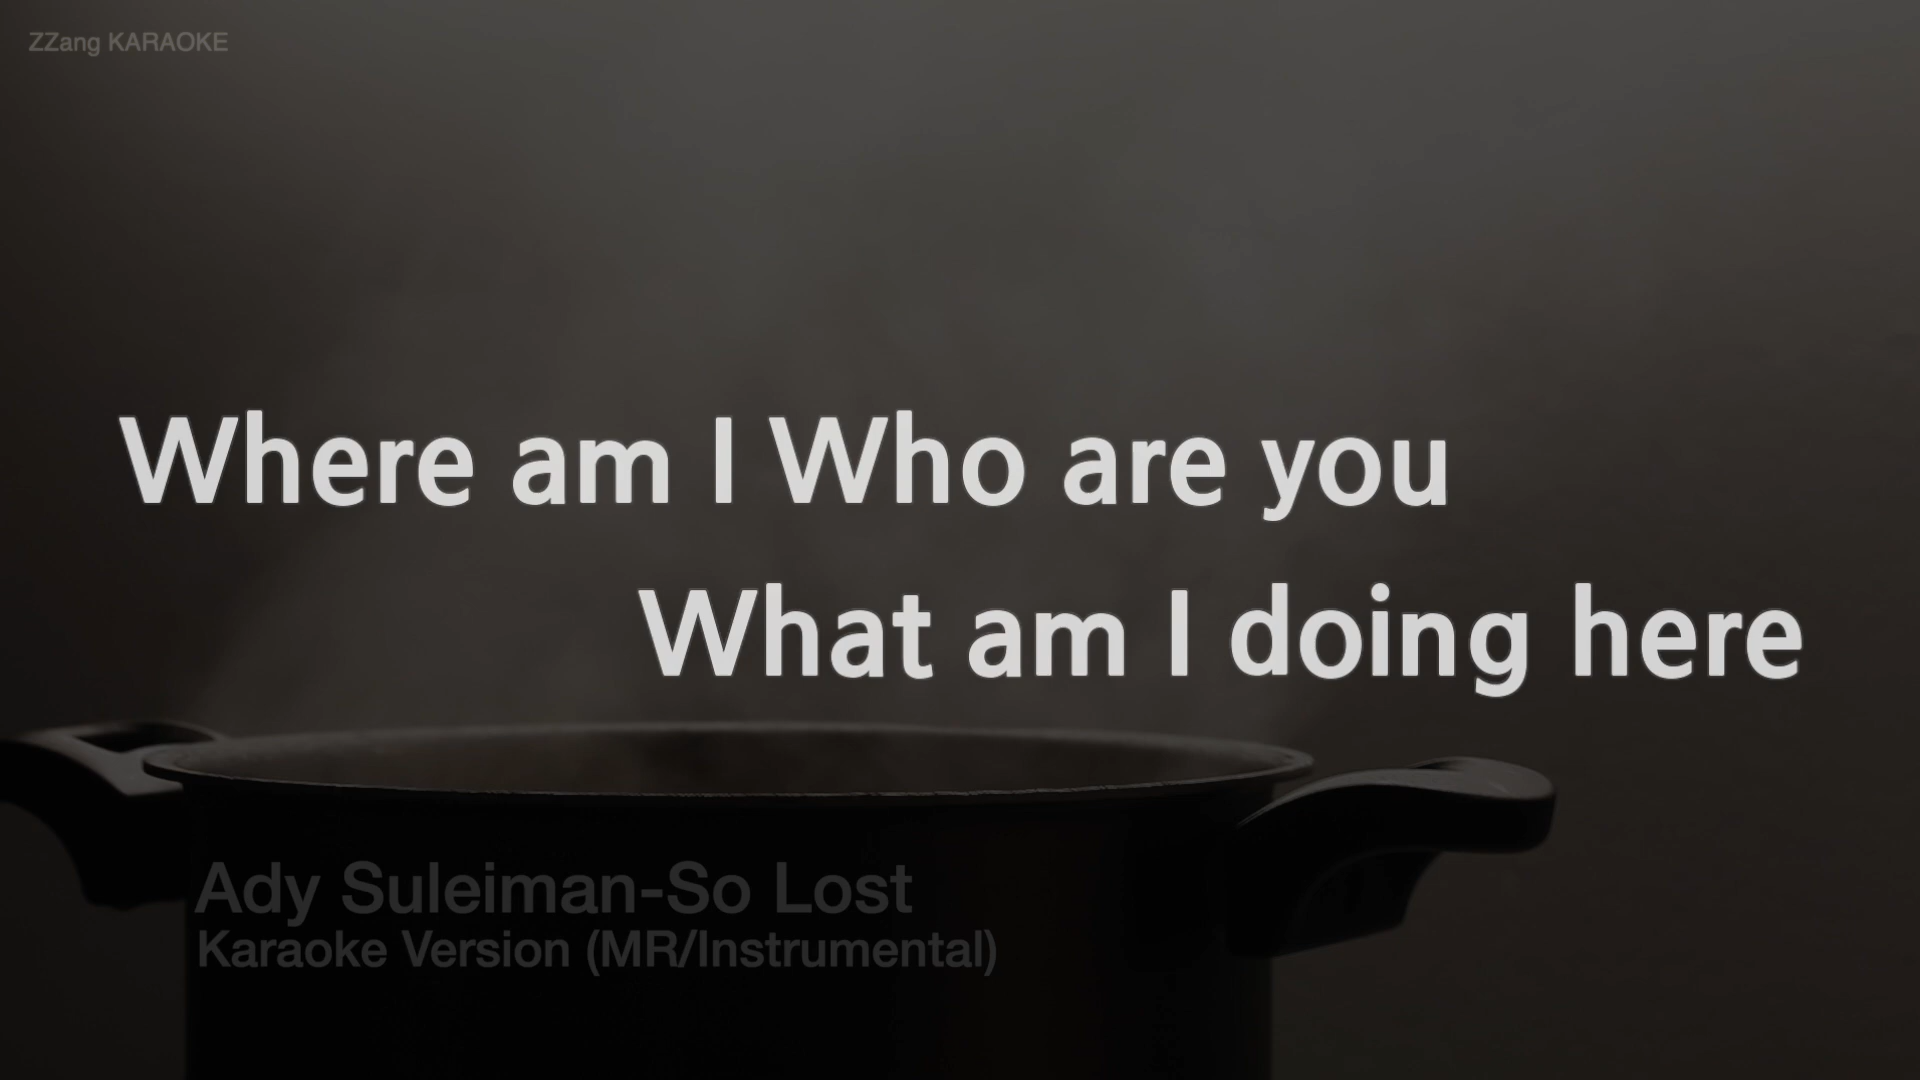 ZZang KARAOKE
Where am I Who are you
What am I doing here
Ady Suleiman-So Lost
Karaoke Version (MR/Instrumental)